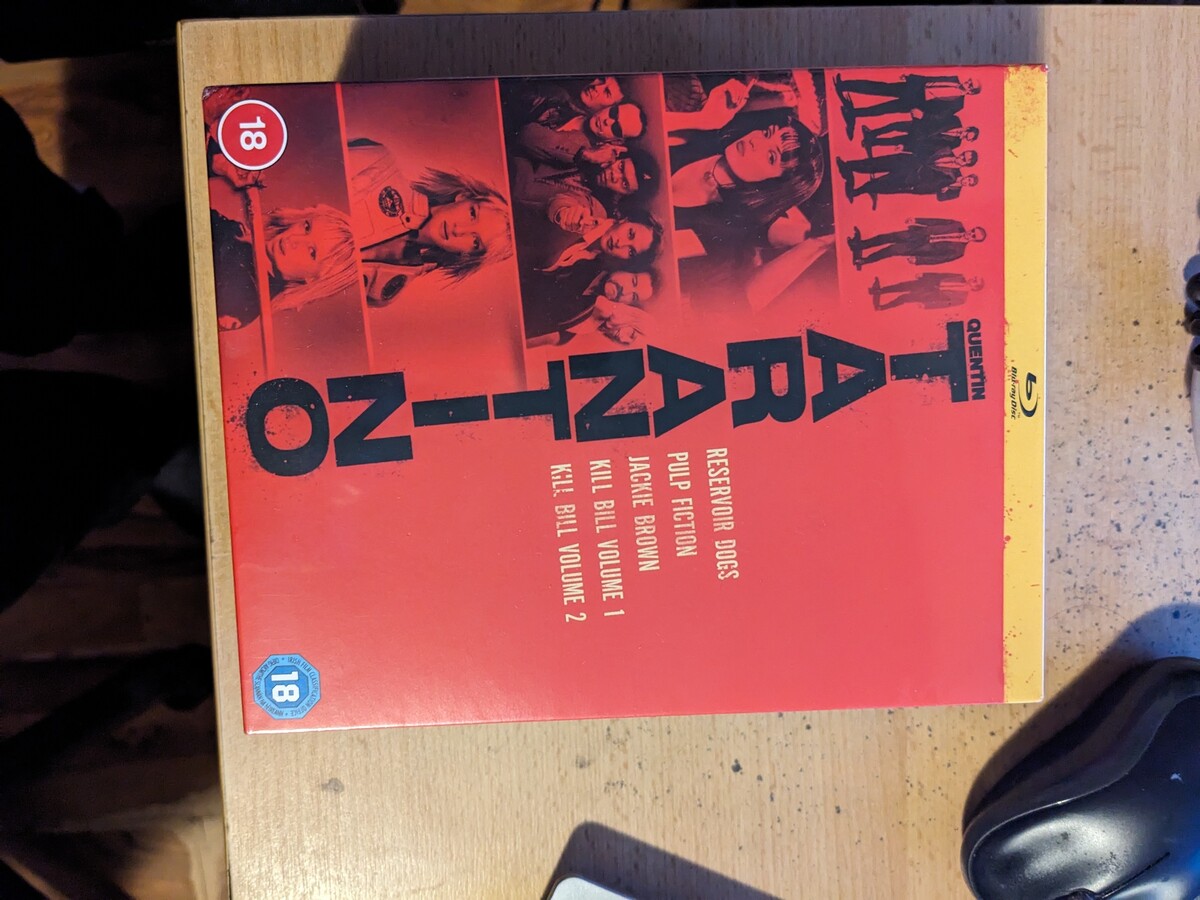 Blu-ray Disc
QUENTIN
TARANTINO
RESERVOIR DOGS
PULP FICTION
JACKIE BROWN
KILL BILL VOLUME 1
KILL BILL VOLUME 2
18
18